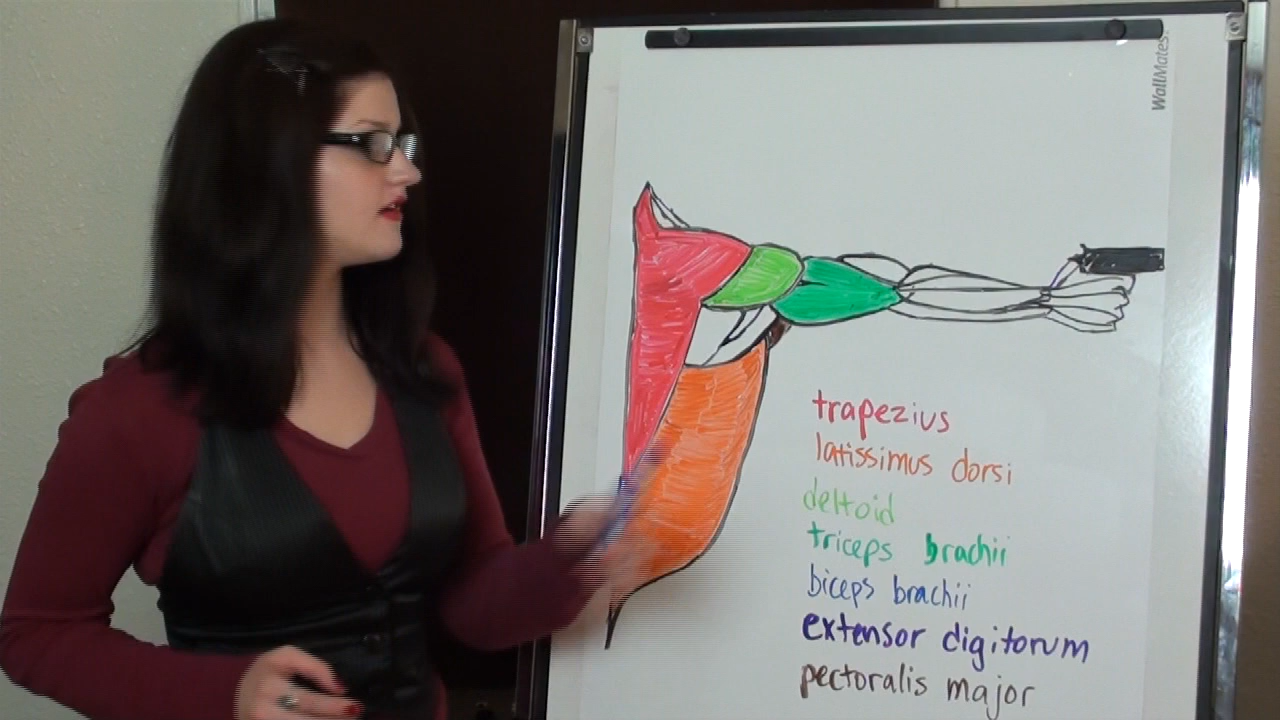 WallMates.
trapezius
latissimus dorsi
deltoid
triceps brachii
biceps brachii
extensor digitorum
pectoralis major